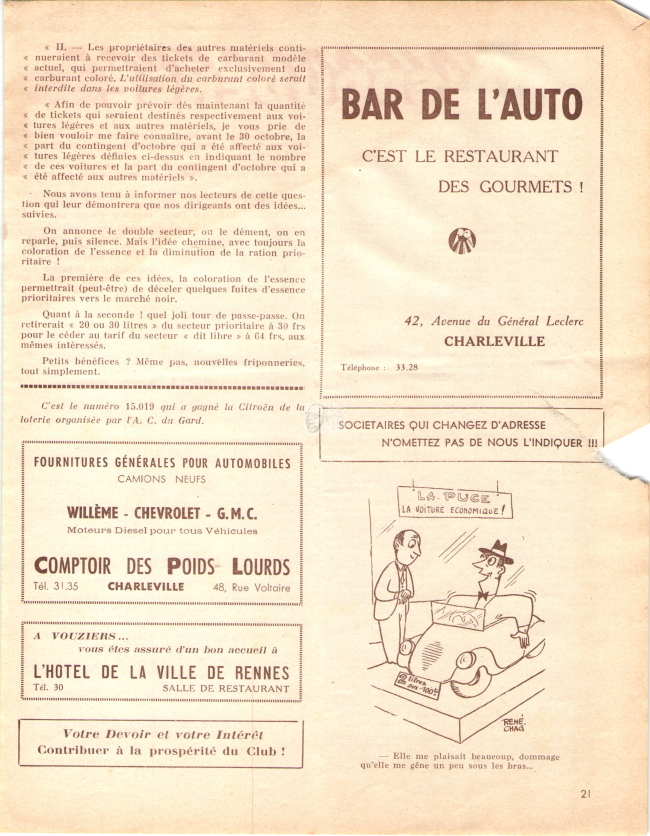 « II. — Les propriétaires des autres matériels conti-
« nueraient à recevoir des tickets de carburant modèle
« actuel, qui permettraient d'acheter exclusivement du
« carburant coloré. L'utilisation du carburant coloré serait
« interdite dans les voitures légères.
« Afin de pouvoir prévoir dès maintenant la quantité
« de tickets qui seraient destinés respectivement aux voi-
« tures légères et aux autres matériels, je vous prie de
« bien vouloir me faire connaître, avant le 30 octobre, la
« part du contingent d'octobre qui a été affecté aux voi-
« tures légères définies ci-dessus en indiquant le nombre
« de ces voitures et la part du contingent d'octobre qui a
« été affecté aux autres matériels ».
Nous avons tenu à informer nos lecteurs de cette ques-
tion qui leur démontrera que nos dirigeants ont des idées...
suivies.
On annonce le double secteur, on le dément, on en
reparle, puis silence. Mais l'idée chemine, avec toujours la
coloration de l'essence et la diminution de la ration prio-
ritaire !
La première de ces idées, la coloration de l'essence
permettrait (peut-être) de déceler quelques fuites d'essence
prioritaires vers le marché noir.
Quant à la seconde ! quel joli tour de passe-passe. On
retirerait « 20 ou 30 litres » du secteur prioritaire à 30 frs
pour le céder au tarif du secteur « dit libre » à 64 frs, aux
mêmes intéressés.
Petits bénéfices ? Même pas, nouvelles friponneries,
tout simplement.
C'est le numéro 15.019 qui a gagné la Citroën de la
loterie organisée par l'A. C. du Gard.
FOURNITURES GÉNÉRALES POUR AUTOMOBILES
CAMIONS NEUFS
WILLÈME - CHEVROLET - G.M.C.
Moteurs Diesel pour tous Véhicules
COMPTOIR DES POIDS LOURDS
Tél. 31.35 CHARLEVILLE 48, Rue Voltaire
A VOUZIERS...
vous êtes assuré d'un bon accueil à
L'HOTEL DE LA VILLE DE RENNES
Tél. 30 SALLE DE RESTAURANT
Votre Devoir et votre Intérêt
Contribuer à la prospérité du Club !
BAR DE L'AUTO
C'EST LE RESTAURANT
DES GOURMETS !
42, Avenue du Général Leclerc
CHARLEVILLE
Téléphone : 33.28
SOCIETAIRES QUI CHANGEZ D'ADRESSE
N'OMETTEZ PAS DE NOUS L'INDIQUER !!!
LA PUCE
LA VOITURE ECONOMIQUE !
litres
aux 100
RENÉ
CHAG
— Elle me plaisait beaucoup, dommage
qu'elle me gêne un peu sous les bras...
21